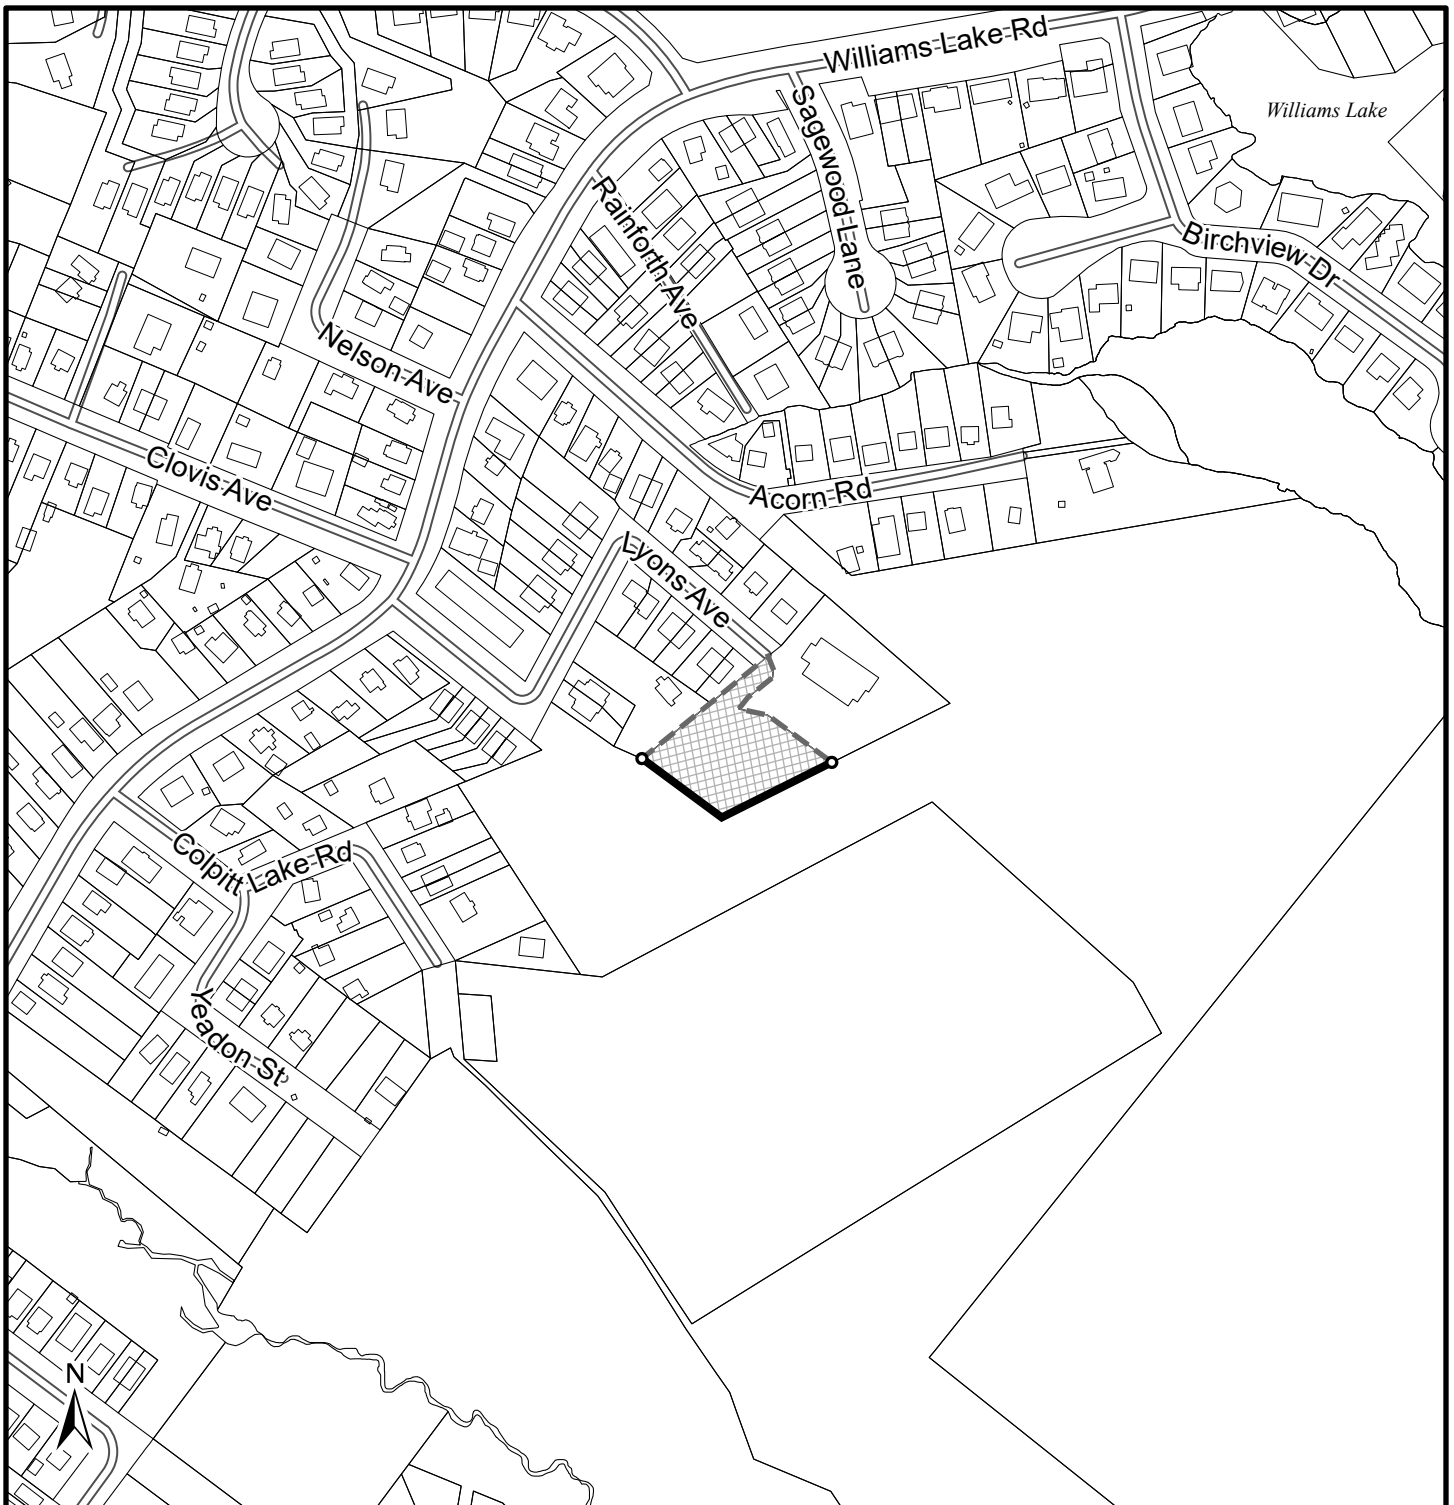 Williams Lake Rd
Williams Lake
Sagewood Lane
Rainforth Ave
Birchview Dr
Nelson Ave
Clovis Ave
Acorn Rd
Lyons Ave
Colpitt Lake Rd
Yeadon St
N